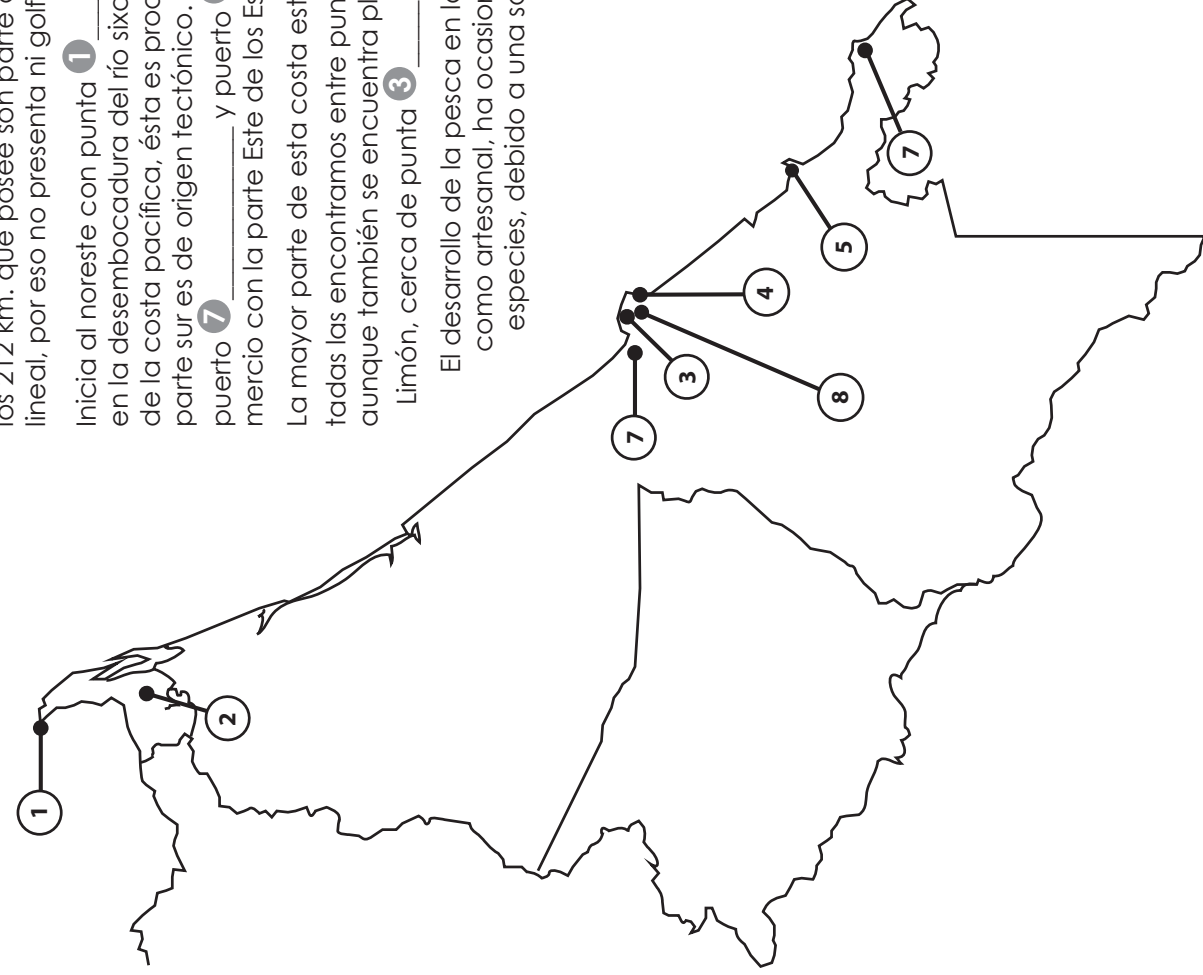 los 212 km. que posee son parte
lineal, por eso no presenta ni golf
Inicia al noreste con punta 1 ___
en la desembocadura del río sixo
de la costa pacífica, ésta es proc
parte sur es de origen tectónico.
puerto 7 ___________ y puerto
mercio con la parte Este de los Es
La mayor parte de esta costa est
tadas las encontramos entre pun
aunque también se encuentra pl
Limón, cerca de punta 3 ____
El desarrollo de la pesca en lo
como artesanal, ha ocasion
especies, debido a una so
1
2
7
3
8
4
5
7